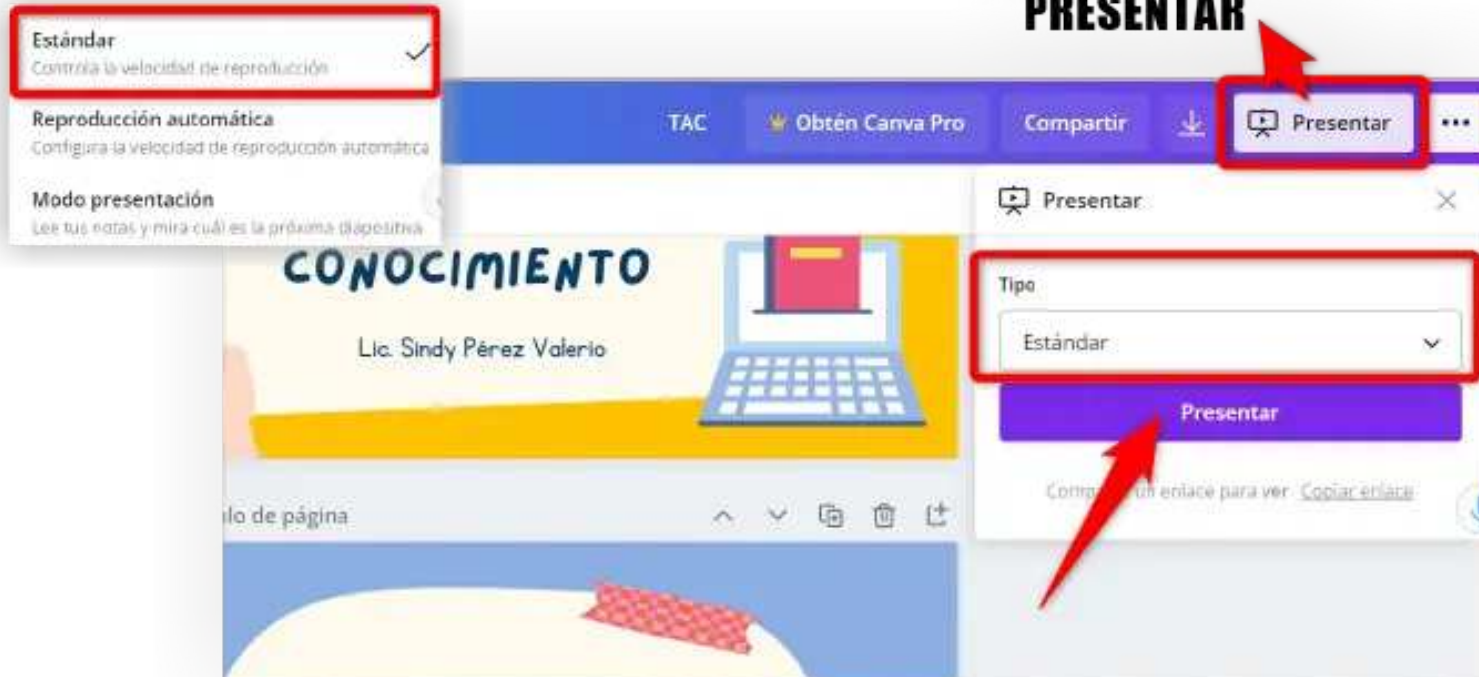 PRESENTAR
Estándar
Controla la velocidad de reproducción
Reproducción automática
Configura la velocidad de reproducción automática
Modo presentación
Lee tus notas y mira cuál es la próxima diapositiva
TAC
Obtén Canva Pro
Compartir
Presentar
Presentar
CONOCIMIENTO
Lic. Sindy Pérez Valerio
Tipo
Estándar
Presentar
un enlace para ver Copiar enlace
de página